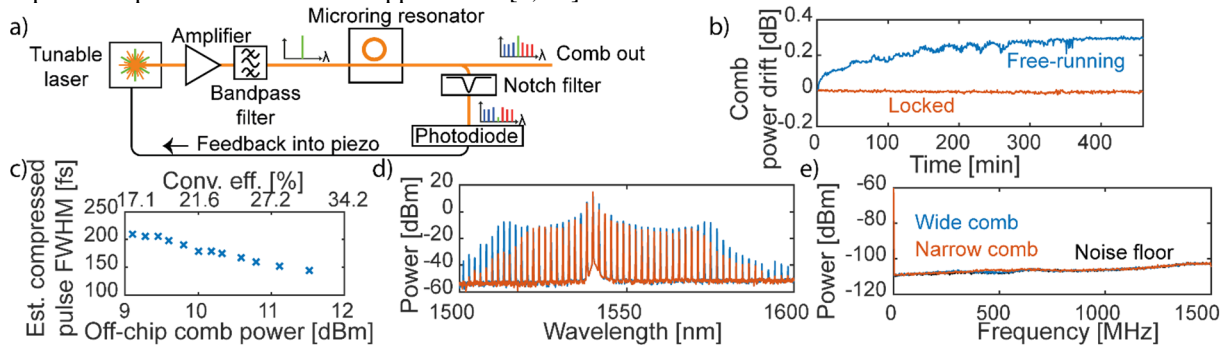 a)
Microring resonator
Tunable
laser
Amplifier
λ
λ
Comb out
Bandpass
filter
Notch filter
λ
Photodiode
Feedback into piezo
b)
Comb
power drift [dB]
0.4
0.2
0
-0.2
Free-running
Locked
0 100 200 300 400
Time [min]
c)
Conv. eff. [%]
17.1 21.6 27.2 34.2
Est. compressed
pulse FWHM [fs]
250
200
150
100
9 10 11 12
Off-chip comb power [dBm]
d)
Power [dBm]
20
0
-20
-60
1500 1550 1600
Wavelength [nm]
e)
Power [dBm]
-60
-80
-100
-120
Wide comb
Narrow comb
Noise floor
0 500 1000 1500
Frequency [MHz]